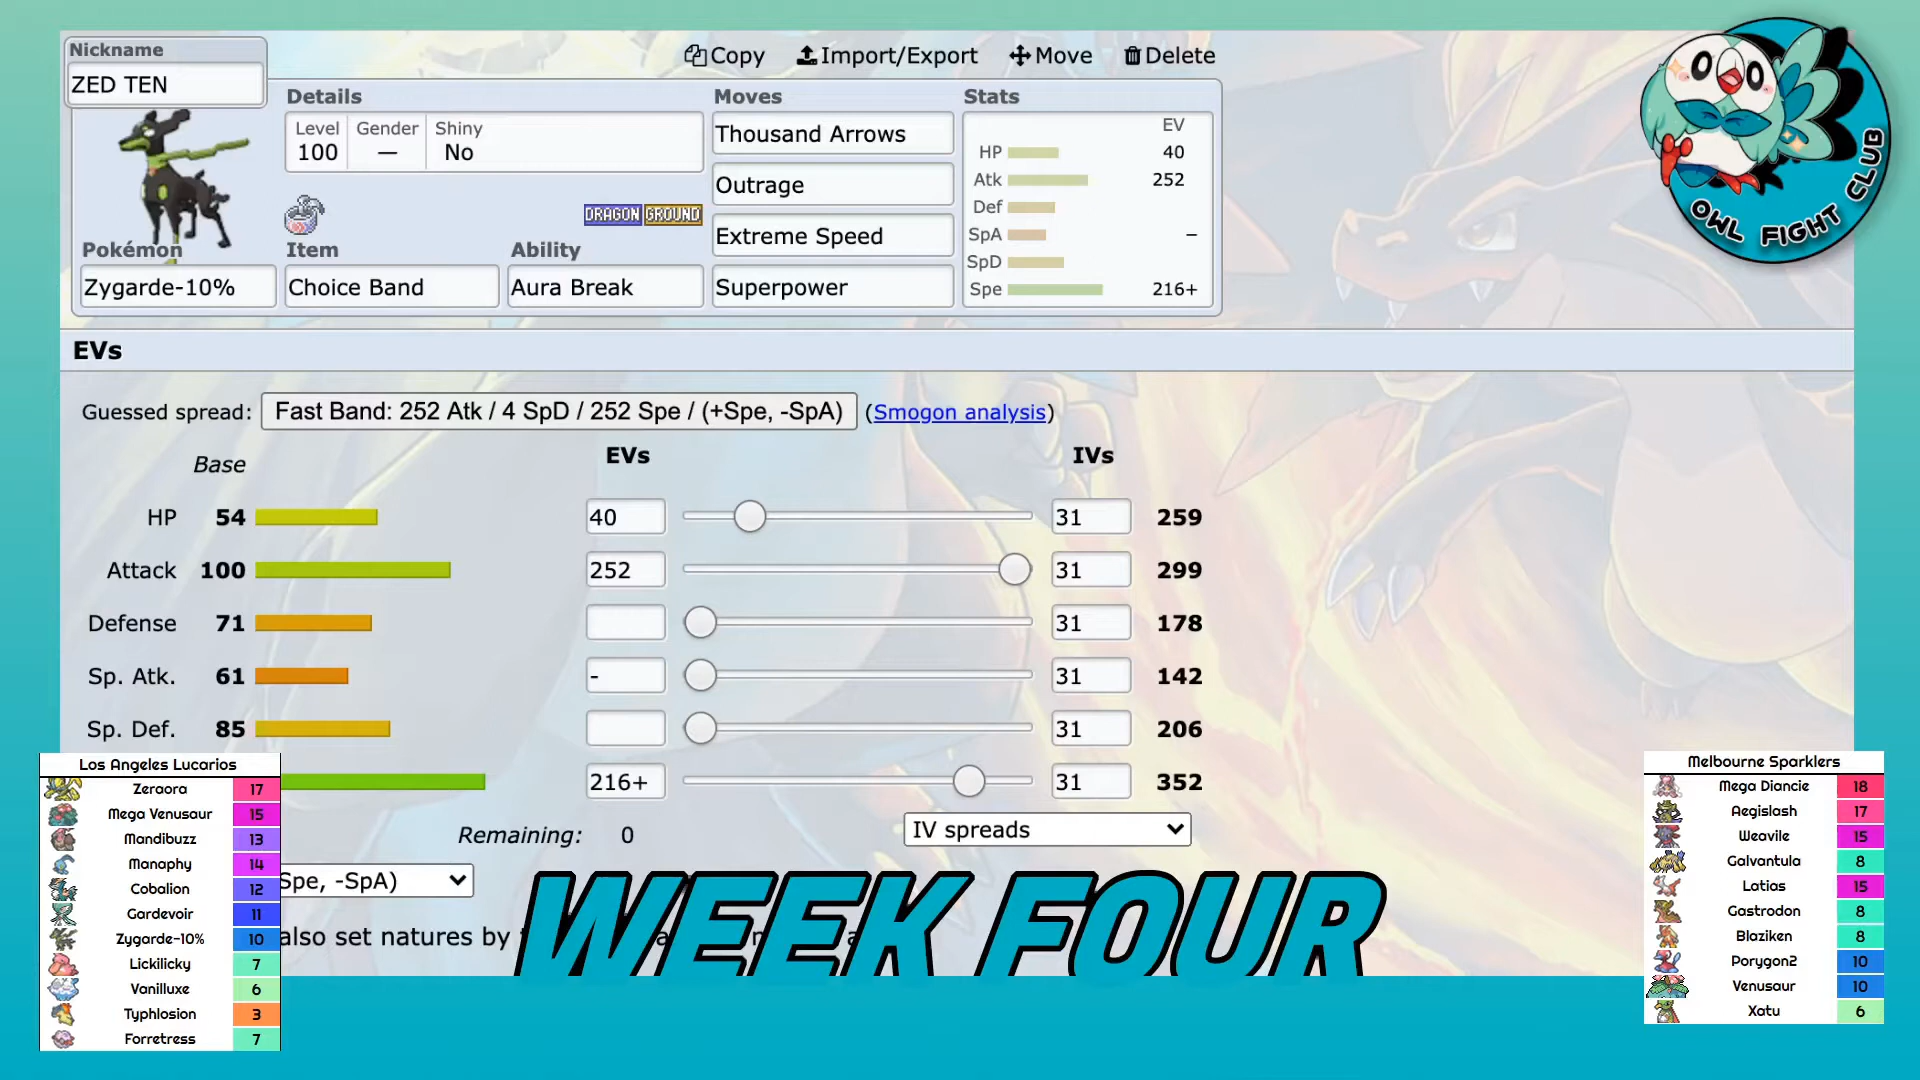 Nickname
ZED TEN
Copy
Import/Export
Move
Delete
Details
Level
100
Gender
—
Shiny
No
DRAGON GROUND
Pokémon
Zygarde-10%
Item
Choice Band
Ability
Aura Break
Moves
Thousand Arrows
Outrage
Extreme Speed
Superpower
Stats
EV
HP 40
Atk 252
Def
SpA –
SpD
Spe 216+
OWL FIGHT CLUB
EVs
Guessed spread: Fast Band: 252 Atk / 4 SpD / 252 Spe / (+Spe, -SpA) (Smogon analysis)
Base EVs IVs
HP 54 40 31 259
Attack 100 252 31 299
Defense 71 31 178
Sp. Atk. 61 - 31 142
Sp. Def. 85 31 206
216+ 31 352
Remaining: 0
IV spreads
Spe, -SpA)
also set natures by
WEEK FOUR
Los Angeles Lucarios
Zeraora 17
Mega Venusaur 15
Mandibuzz 13
Manaphy 14
Cobalion 12
Gardevoir 11
Zygarde-10% 10
Lickilicky 7
Vanilluxe 6
Typhlosion 3
Forretress 7
Melbourne Sparklers
Mega Diancie 18
Aegislash 17
Weavile 15
Galvantula 8
Latias 15
Gastrodon 8
Blaziken 8
Porygon2 10
Venusaur 10
Xatu 6